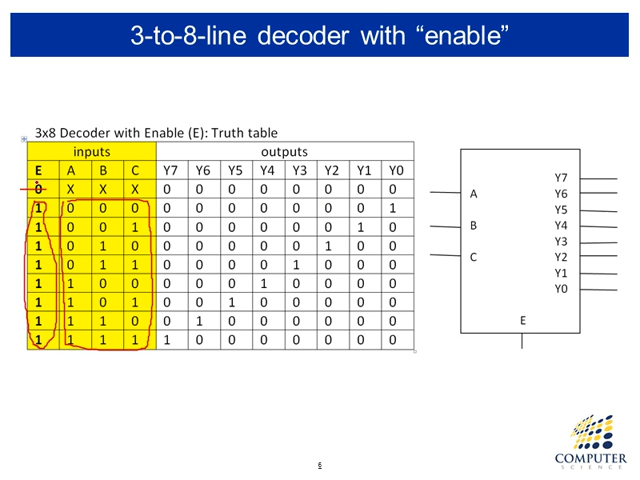 3-to-8-line decoder with “enable”
3x8 Decoder with Enable (E): Truth table
inputs outputs
E A B C Y7 Y6 Y5 Y4 Y3 Y2 Y1 Y0
0 X X X 0 0 0 0 0 0 0 0
1 0 0 0 0 0 0 0 0 0 0 1
1 0 0 1 0 0 0 0 0 0 1 0
1 0 1 0 0 0 0 0 0 1 0 0
1 0 1 1 0 0 0 0 1 0 0 0
1 1 0 0 0 0 0 1 0 0 0 0
1 1 0 1 0 0 1 0 0 0 0 0
1 1 1 0 0 1 0 0 0 0 0 0
1 1 1 1 1 0 0 0 0 0 0 0
Y7
A Y6
Y5
B Y4
Y3
C Y2
Y1
Y0
E
COMPUTER
SCIENCE
6